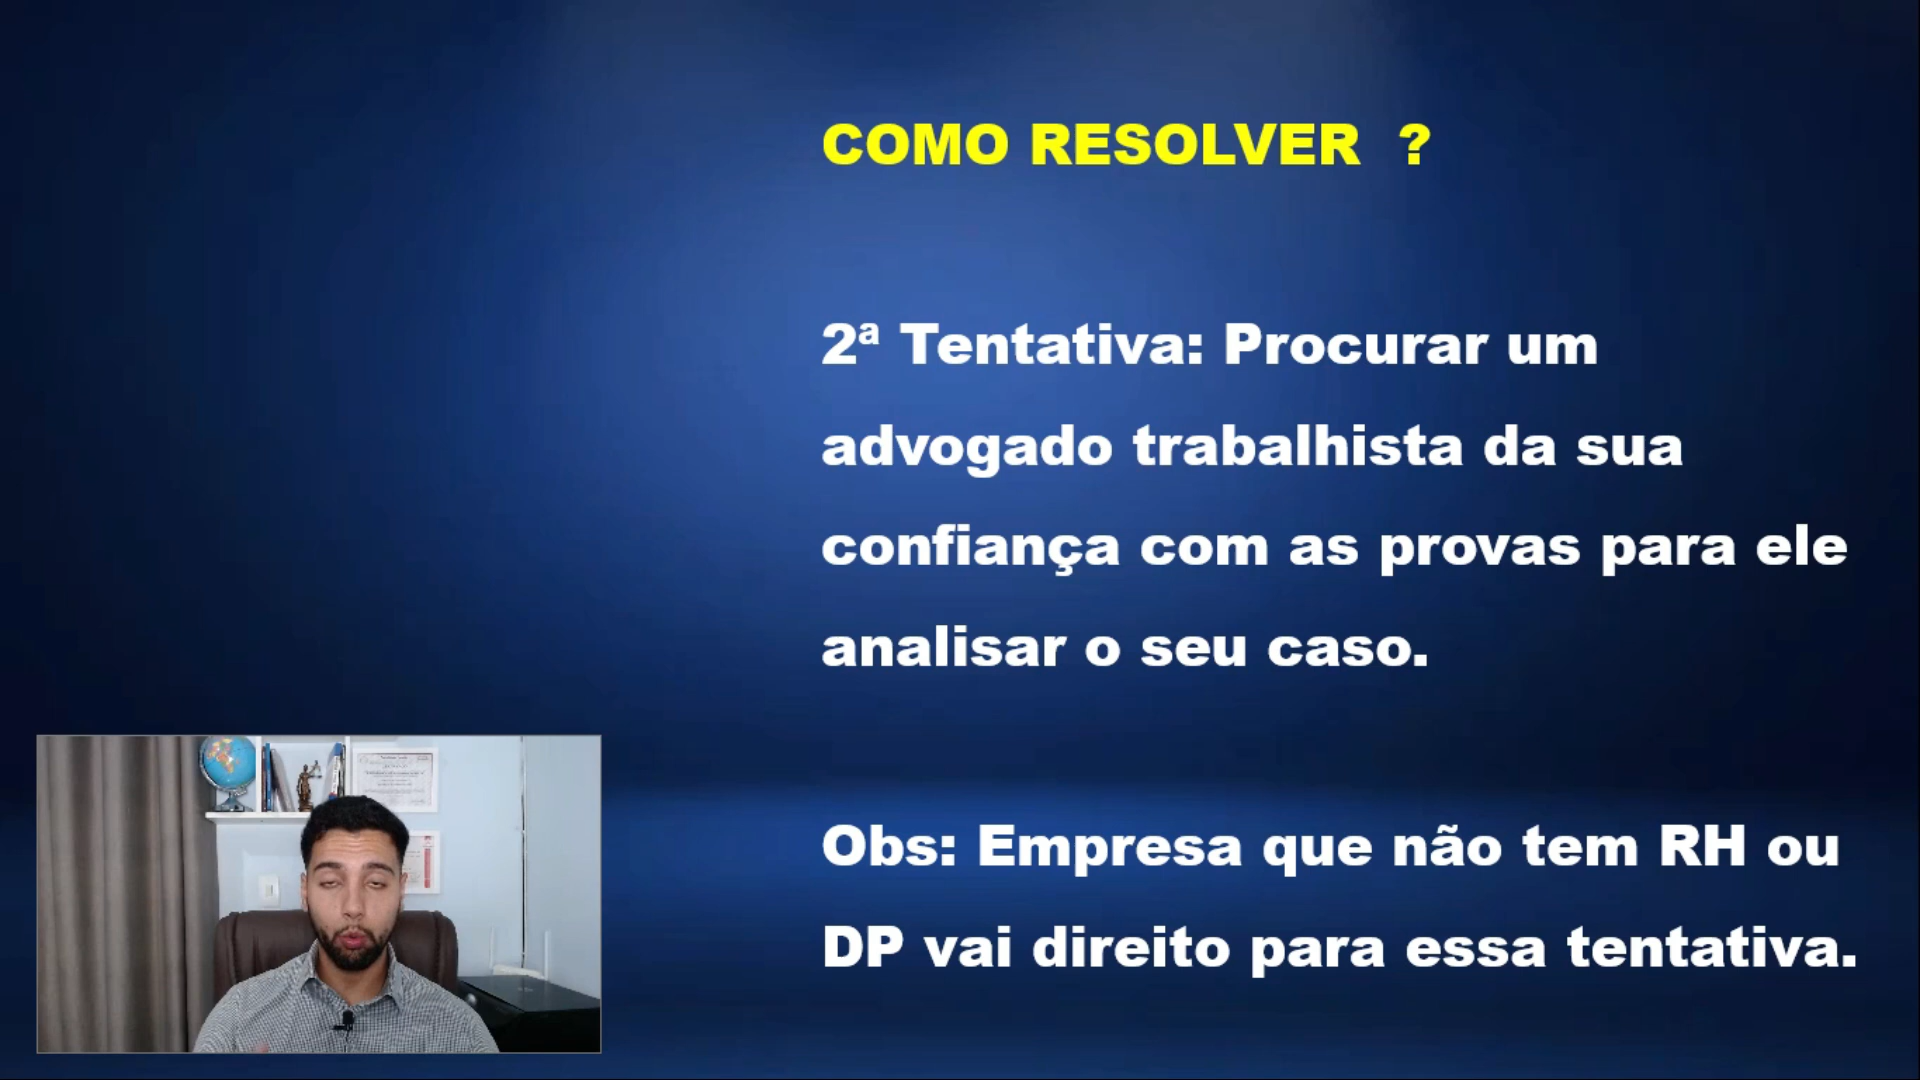 COMO RESOLVER ?
2ª Tentativa: Procurar um
advogado trabalhista da sua
confiança com as provas para ele
analisar o seu caso.
Obs: Empresa que não tem RH ou
DP vai direito para essa tentativa.